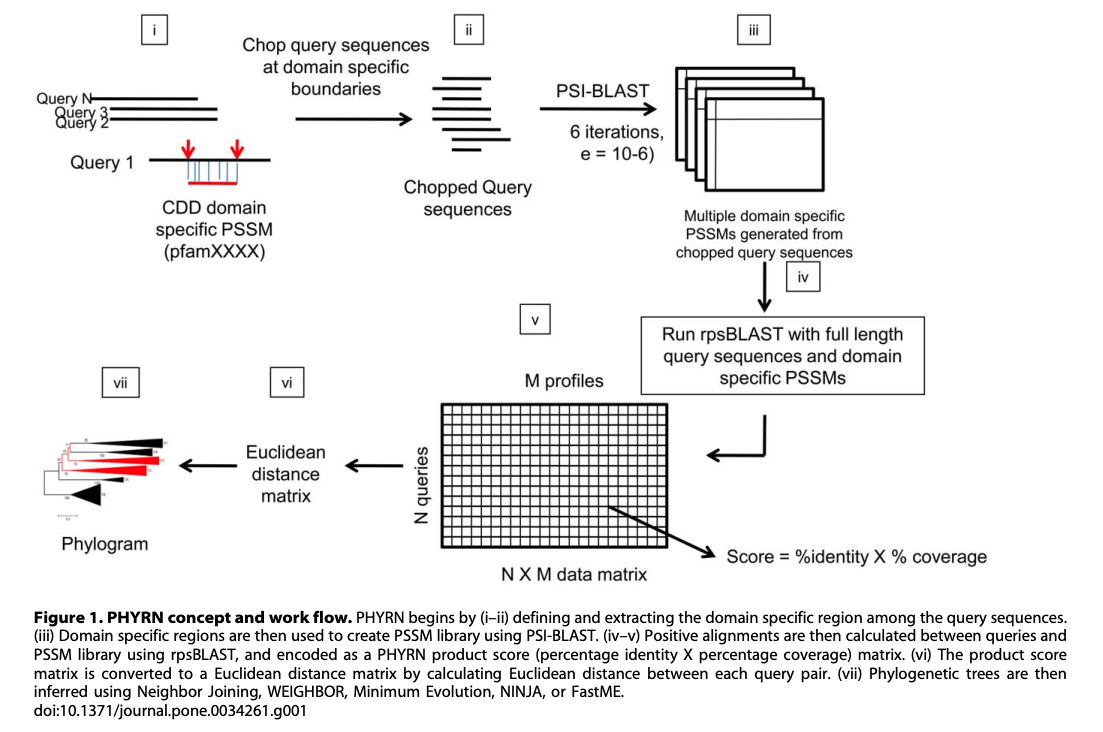 i
ii
iii
Chop query sequences
at domain specific
boundaries
Query N
Query 3
Query 2
Query 1
CDD domain
specific PSSM
(pfamXXXX)
Chopped Query
sequences
PSI-BLAST
6 iterations,
e = 10-6)
Multiple domain specific
PSSMs generated from
chopped query sequences
iv
Run rpsBLAST with full length
query sequences and domain
specific PSSMs
v
M profiles
N queries
N X M data matrix
Score = %identity X % coverage
vi
Euclidean
distance
matrix
vii
Phylogram
Figure 1. PHYRN concept and work flow. PHYRN begins by (i–ii) defining and extracting the domain specific region among the query sequences.
(iii) Domain specific regions are then used to create PSSM library using PSI-BLAST. (iv–v) Positive alignments are then calculated between queries and
PSSM library using rpsBLAST, and encoded as a PHYRN product score (percentage identity X percentage coverage) matrix. (vi) The product score
matrix is converted to a Euclidean distance matrix by calculating Euclidean distance between each query pair. (vii) Phylogenetic trees are then
inferred using Neighbor Joining, WEIGHBOR, Minimum Evolution, NINJA, or FastME.
doi:10.1371/journal.pone.0034261.g001